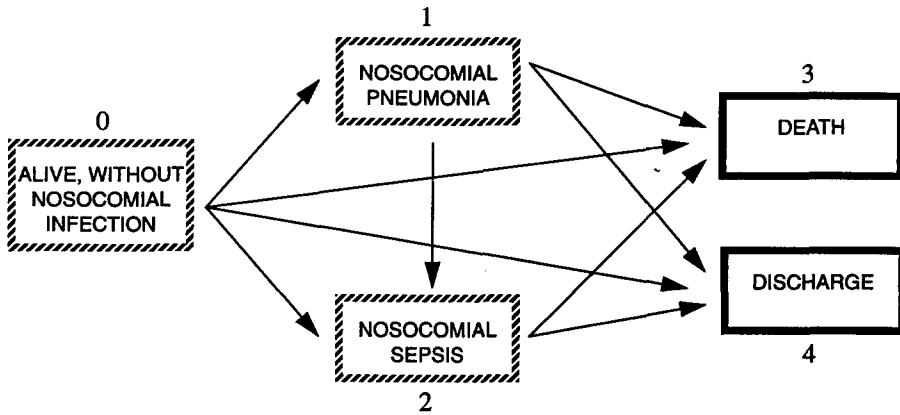 1
NOSOCOMIAL
PNEUMONIA
3
DEATH
0
ALIVE, WITHOUT
NOSOCOMIAL
INFECTION
DISCHARGE
4
NOSOCOMIAL
SEPSIS
2